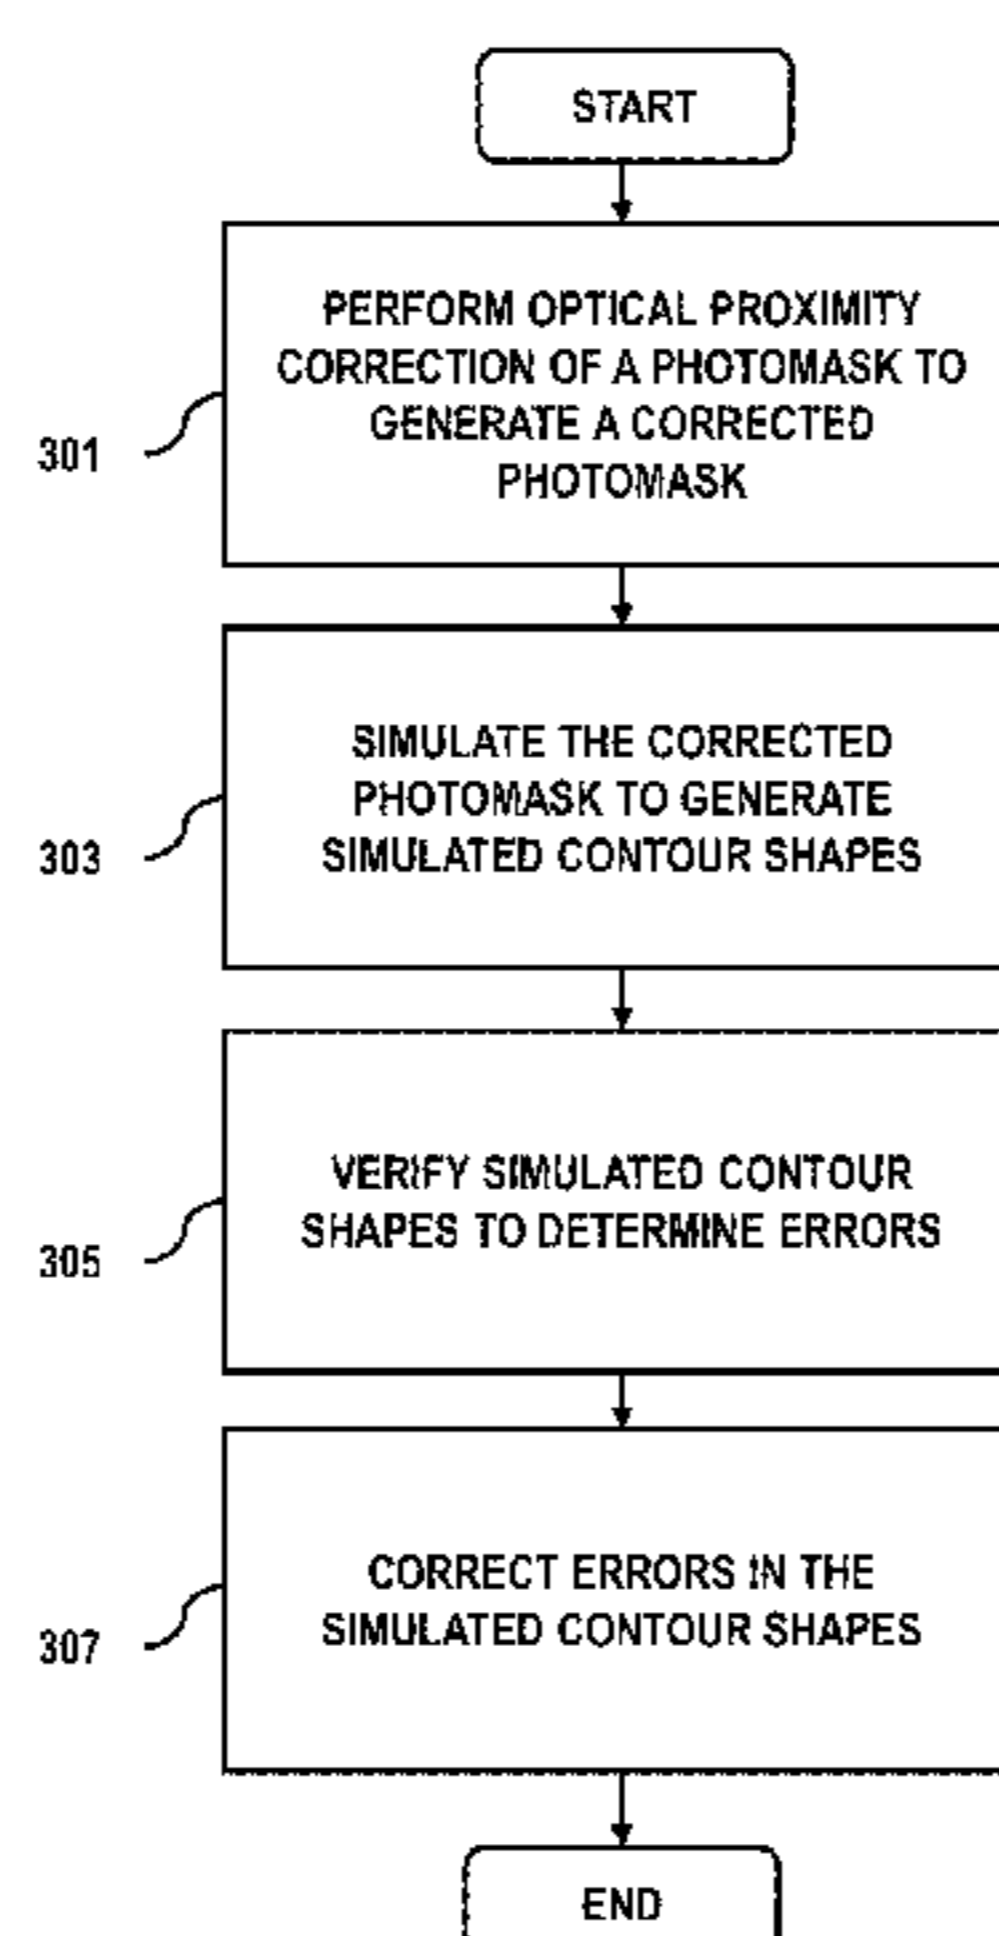 START
PERFORM OPTICAL PROXIMITY
CORRECTION OF A PHOTOMASK TO
GENERATE A CORRECTED
PHOTOMASK
301
SIMULATE THE CORRECTED
PHOTOMASK TO GENERATE
SIMULATED CONTOUR SHAPES
303
VERIFY SIMULATED CONTOUR
SHAPES TO DETERMINE ERRORS
305
CORRECT ERRORS IN THE
SIMULATED CONTOUR SHAPES
307
END